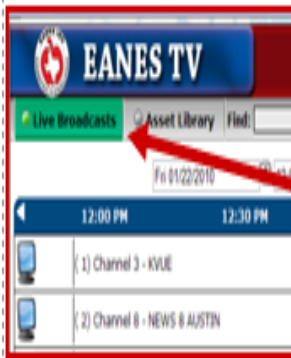 EANES TV
Live Broadcasts Asset Library Find:
Fri 01/22/2010
12:00 PM 12:30 PM
( 1) Channel 3 - KVUE
( 2) Channel 8 - NEWS 8 AUSTIN